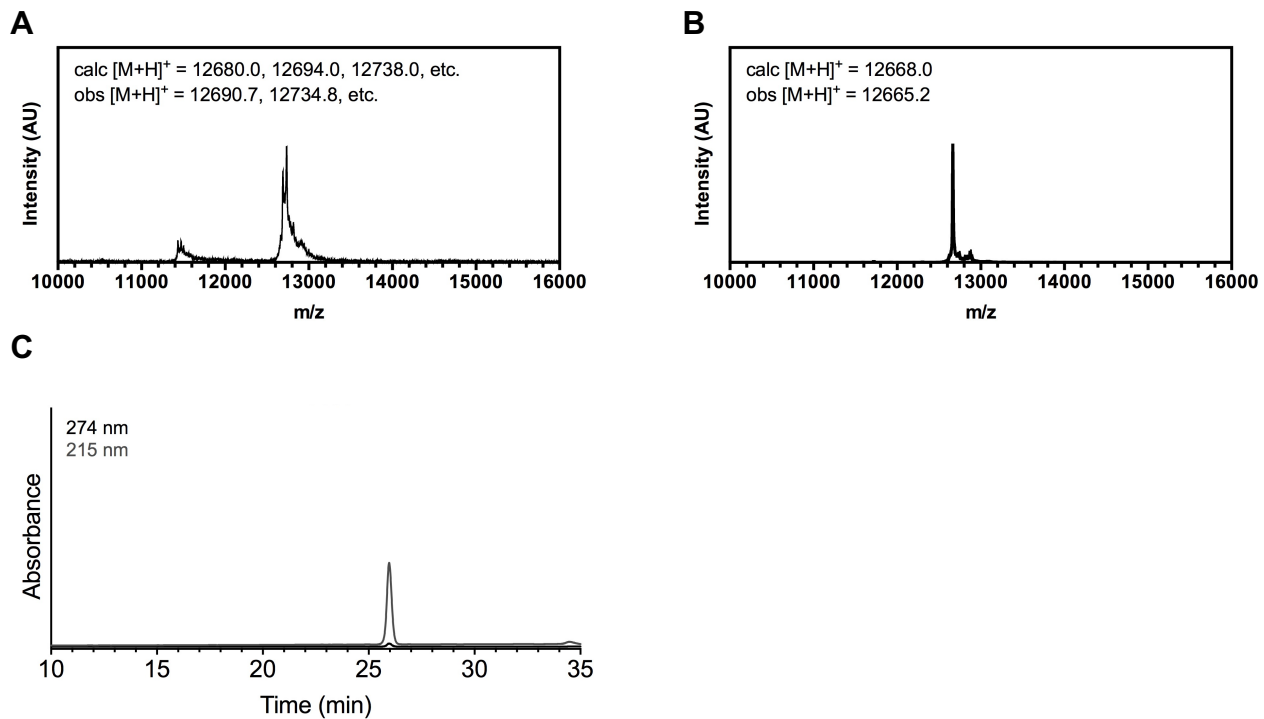 A
calc [M+H]+ = 12680.0, 12694.0, 12738.0, etc.
obs [M+H]+ = 12690.7, 12734.8, etc.
Intensity (AU)
10000 11000 12000 13000 14000 15000 16000
m/z
B
calc [M+H]+ = 12668.0
obs [M+H]+ = 12665.2
Intensity (AU)
10000 11000 12000 13000 14000 15000 16000
m/z
C
274 nm
215 nm
Absorbance
10 15 20 25 30 35
Time (min)